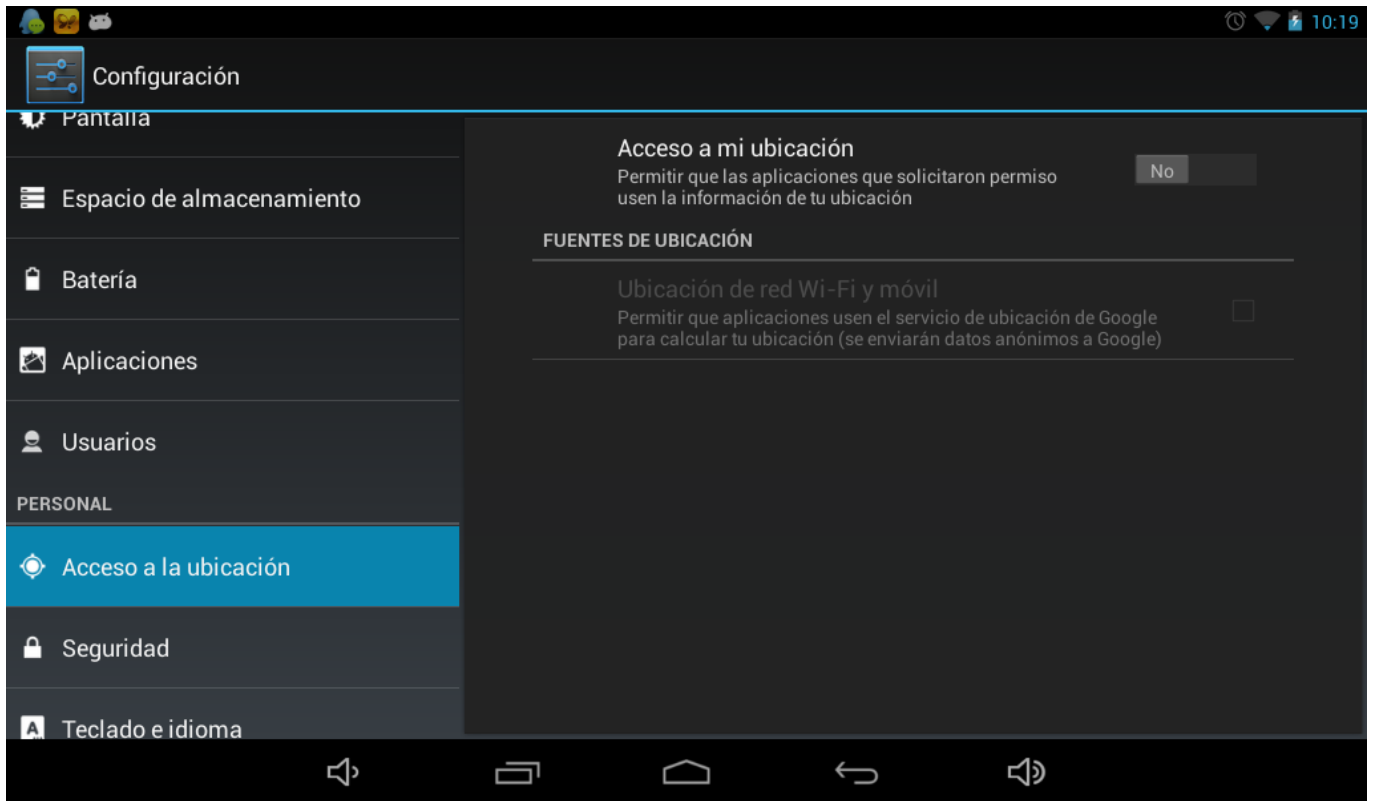 10:19
Configuración
Pantalla
Espacio de almacenamiento
Batería
Aplicaciones
Usuarios
PERSONAL
Acceso a la ubicación
Seguridad
Teclado e idioma
Acceso a mi ubicación
Permitir que las aplicaciones que solicitaron permiso
usen la información de tu ubicación
No
FUENTES DE UBICACIÓN
Ubicación de red Wi-Fi y móvil
Permitir que aplicaciones usen el servicio de ubicación de Google
para calcular tu ubicación (se enviarán datos anónimos a Google)